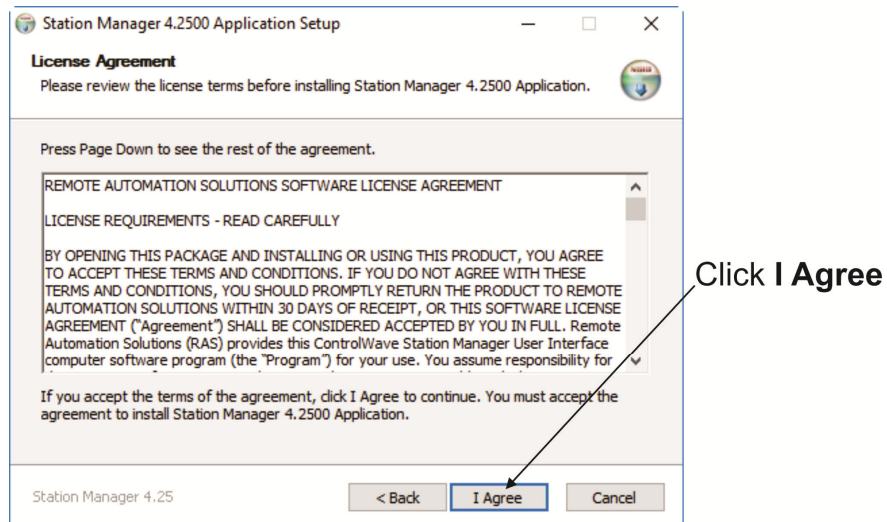 Station Manager 4.2500 Application Setup
License Agreement
Please review the license terms before installing Station Manager 4.2500 Application.
Press Page Down to see the rest of the agreement.
REMOTE AUTOMATION SOLUTIONS SOFTWARE LICENSE AGREEMENT
LICENSE REQUIREMENTS - READ CAREFULLY
BY OPENING THIS PACKAGE AND INSTALLING OR USING THIS PRODUCT, YOU AGREE
TO ACCEPT THESE TERMS AND CONDITIONS. IF YOU DO NOT AGREE WITH THESE
TERMS AND CONDITIONS, YOU SHOULD PROMPTLY RETURN THE PRODUCT TO REMOTE
AUTOMATION SOLUTIONS WITHIN 30 DAYS OF RECEIPT, OR THIS SOFTWARE LICENSE
AGREEMENT ("Agreement") SHALL BE CONSIDERED ACCEPTED BY YOU IN FULL. Remote
Automation Solutions (RAS) provides this ControlWave Station Manager User Interface
computer software program (the "Program") for your use. You assume responsibility for
Click I Agree
If you accept the terms of the agreement, click I Agree to continue. You must accept the
agreement to install Station Manager 4.2500 Application.
Station Manager 4.25
< Back
I Agree
Cancel